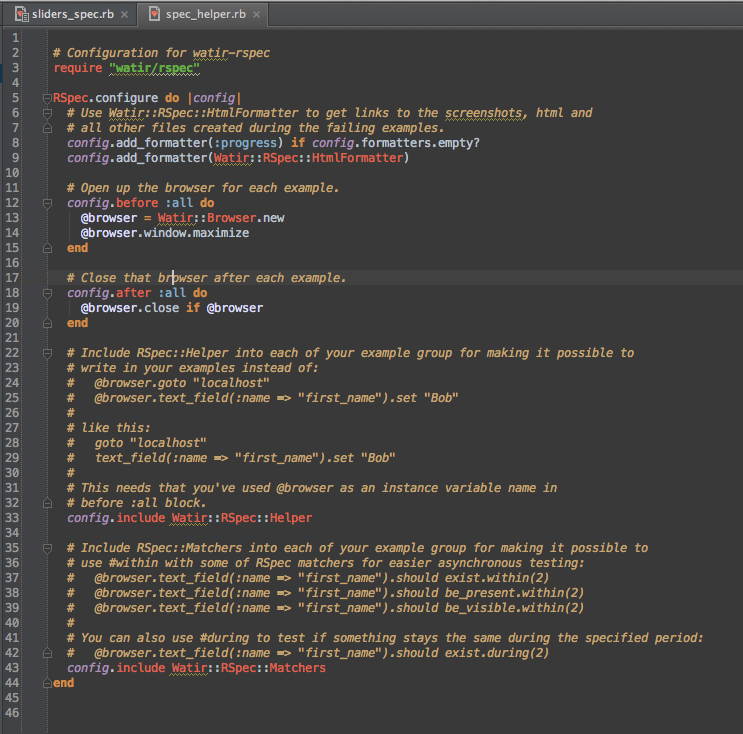 sliders_spec.rb × spec_helper.rb ×
1
2 # Configuration for watir-rspec
3 require "watir/rspec"
4
5 RSpec.configure do |config|
6 # Use Watir::RSpec::HtmlFormatter to get links to the screenshots, html and
7 # all other files created during the failing examples.
8 config.add_formatter(:progress) if config.formatters.empty?
9 config.add_formatter(Watir::RSpec::HtmlFormatter)
10
11 # Open up the browser for each example.
12 config.before :all do
13 @browser = Watir::Browser.new
14 @browser.window.maximize
15 end
16
17 # Close that browser after each example.
18 config.after :all do
19 @browser.close if @browser
20 end
21
22 # Include RSpec::Helper into each of your example group for making it possible to
23 # write in your examples instead of:
24 #   @browser.goto "localhost"
25 #   @browser.text_field(:name => "first_name").set "Bob"
26 #
27 # like this:
28 #   goto "localhost"
29 #   text_field(:name => "first_name").set "Bob"
30 #
31 # This needs that you've used @browser as an instance variable name in
32 # before :all block.
33 config.include Watir::RSpec::Helper
34
35 # Include RSpec::Matchers into each of your example group for making it possible to
36 # use #within with some of RSpec matchers for easier asynchronous testing:
37 #   @browser.text_field(:name => "first_name").should exist.within(2)
38 #   @browser.text_field(:name => "first_name").should be_present.within(2)
39 #   @browser.text_field(:name => "first_name").should be_visible.within(2)
40 #
41 # You can also use #during to test if something stays the same during the specified period:
42 #   @browser.text_field(:name => "first_name").should exist.during(2)
43 config.include Watir::RSpec::Matchers
44 end
45
46